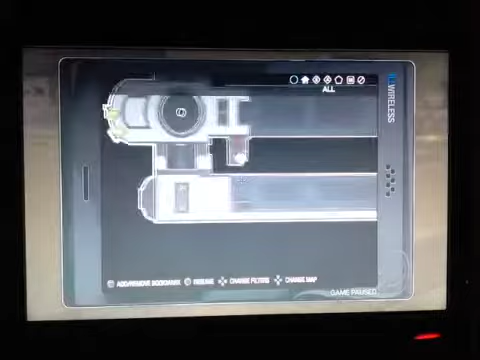 ALL
WIRELESS
ADD/REMOVE BOOKMARK RESUME CHANGE FILTERS CHANGE MAP
GAME PAUSED